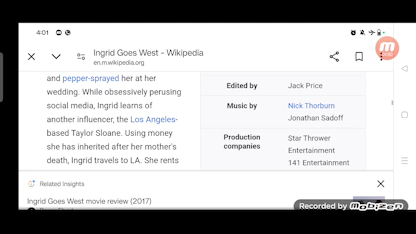 4:01
Ingrid Goes West - Wikipedia
en.m.wikipedia.org
and pepper-sprayed her at her
wedding. While obsessively perusing
social media, Ingrid learns of
another influencer, the Los Angeles-
based Taylor Sloane. Using money
she has inherited after her mother's
death, Ingrid travels to LA. She rents
Edited by Jack Price
Music by Nick Thorburn
Jonathan Sadoff
Production
companies
Star Thrower
Entertainment
141 Entertainment
Related Insights
Ingrid Goes West movie review (2017)
Recorded by MOBIZEN